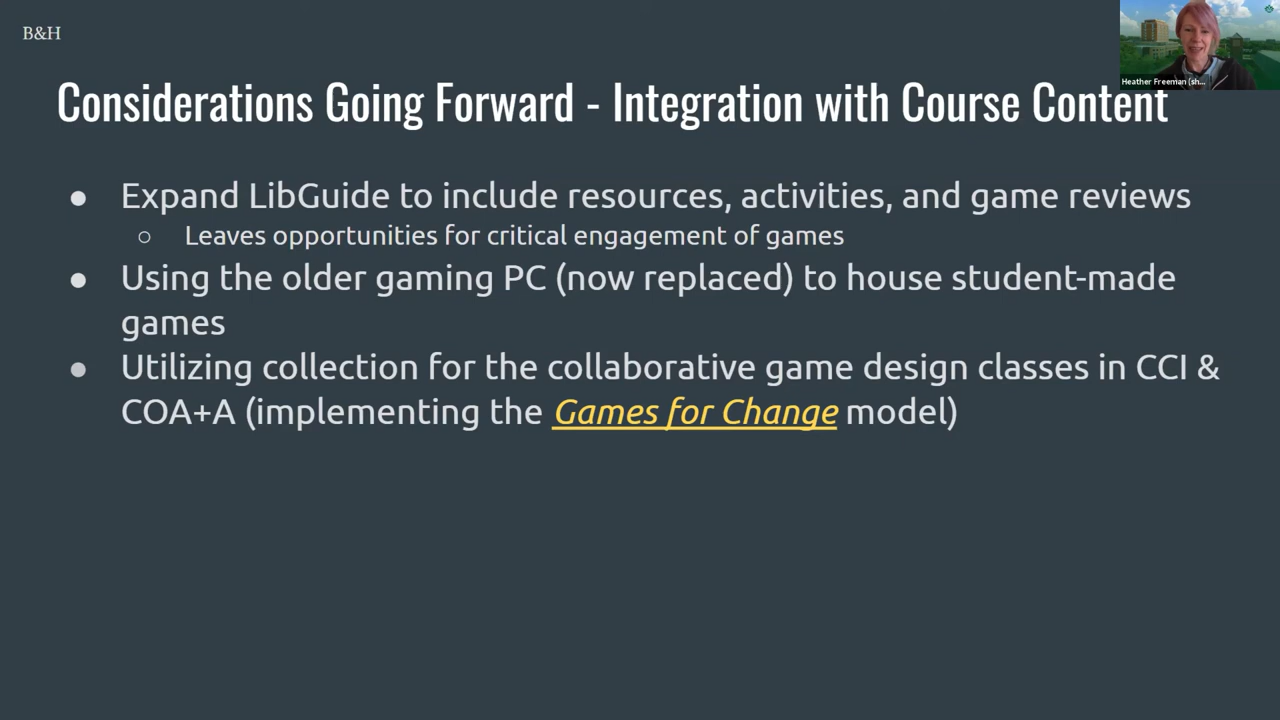 B&H
Heather Freeman (sh...
Considerations Going Forward - Integration with Course Content
● Expand LibGuide to include resources, activities, and game reviews
○ Leaves opportunities for critical engagement of games
● Using the older gaming PC (now replaced) to house student-made
games
● Utilizing collection for the collaborative game design classes in CCI &
COA+A (implementing the Games for Change model)